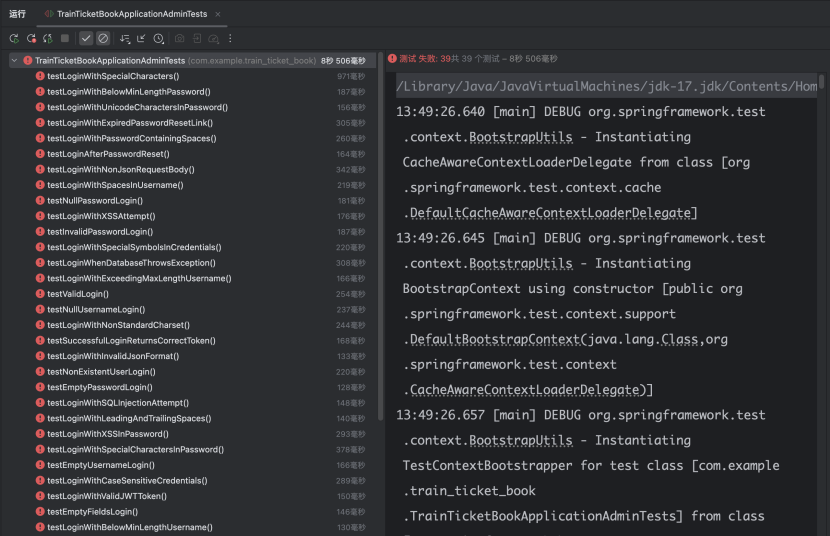 运行 TrainTicketBookApplicationAdminTests ×
TrainTicketBookApplicationAdminTests (com.example.train_ticket_book) 8秒 506毫秒
testLoginWithSpecialCharacters() 971毫秒
testLoginWithBelowMinLengthPassword() 187毫秒
testLoginWithUnicodeCharactersInPassword() 156毫秒
testLoginWithExpiredPasswordResetLink() 305毫秒
testLoginWithPasswordContainingSpaces() 260毫秒
testLoginAfterPasswordReset() 164毫秒
testLoginWithNonJsonRequestBody() 342毫秒
testLoginWithSpacesInUsername() 219毫秒
testNullPasswordLogin() 181毫秒
testLoginWithXSSAttempt() 176毫秒
testInvalidPasswordLogin() 187毫秒
testLoginWithSpecialSymbolsInCredentials() 220毫秒
testLoginWhenDatabaseThrowsException() 308毫秒
testLoginWithExceedingMaxLengthUsername() 166毫秒
testValidLogin() 254毫秒
testNullUsernameLogin() 237毫秒
testLoginWithNonStandardCharset() 244毫秒
testSuccessfulLoginReturnsCorrectToken() 168毫秒
testLoginWithInvalidJsonFormat() 133毫秒
testNonExistentUserLogin() 220毫秒
testEmptyPasswordLogin() 128毫秒
testLoginWithSQLInjectionAttempt() 148毫秒
testLoginWithLeadingAndTrailingSpaces() 140毫秒
testLoginWithXSSInPassword() 293毫秒
testLoginWithSpecialCharactersInPassword() 378毫秒
testEmptyUsernameLogin() 166毫秒
testLoginWithCaseSensitiveCredentials() 289毫秒
testLoginWithValidJWTToken() 150毫秒
testEmptyFieldsLogin() 146毫秒
testLoginWithBelowMinLengthUsername() 130毫秒
测试 失败: 39共 39 个测试 – 8秒 506毫秒
/Library/Java/JavaVirtualMachines/jdk-17.jdk/Contents/Hom
13:49:26.640 [main] DEBUG org.springframework.test
.context.BootstrapUtils - Instantiating
CacheAwareContextLoaderDelegate from class [org
.springframework.test.context.cache
.DefaultCacheAwareContextLoaderDelegate]
13:49:26.645 [main] DEBUG org.springframework.test
.context.BootstrapUtils - Instantiating
BootstrapContext using constructor [public org
.springframework.test.context.support
.DefaultBootstrapContext(java.lang.Class,org
.springframework.test.context
.CacheAwareContextLoaderDelegate)]
13:49:26.657 [main] DEBUG org.springframework.test
.context.BootstrapUtils - Instantiating
TestContextBootstrapper for test class [com.example
.train_ticket_book
.TrainTicketBookApplicationAdminTests] from class